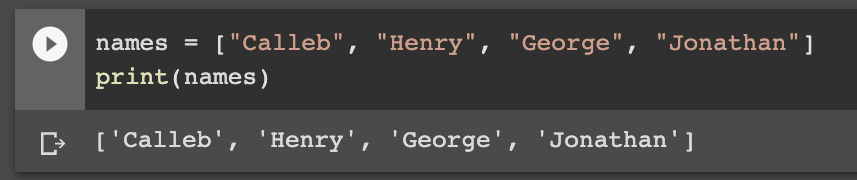 names = ["Calleb", "Henry", "George", "Jonathan"]
print(names)
['Calleb', 'Henry', 'George', 'Jonathan']